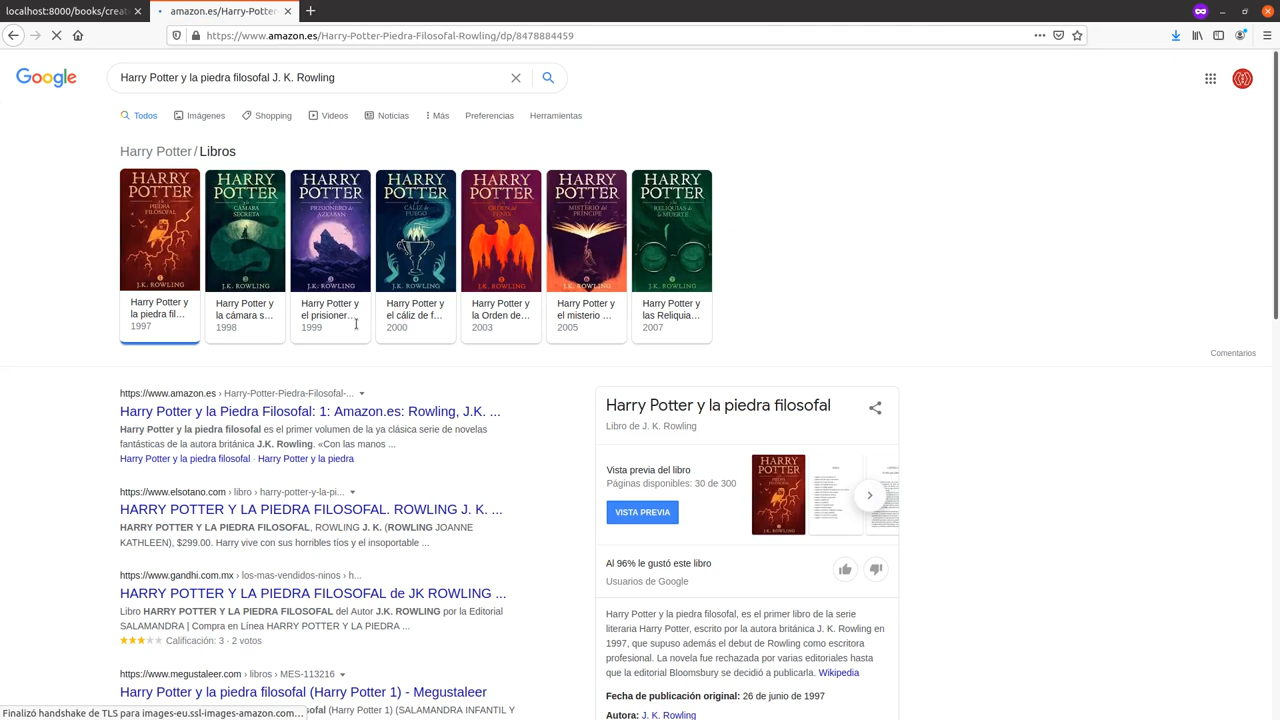 localhost:8000/books/creat
amazon.es/Harry-Potter-
https://www.amazon.es/Harry-Potter-Piedra-Filosofal-Rowling/dp/8478884459
Google
Harry Potter y la piedra filosofal J. K. Rowling
Todos Imágenes Shopping Videos Noticias Más Preferencias Herramientas
Harry Potter / Libros
HARRY POTTER y la PIEDRA FILOSOFAL J.K. ROWLING
HARRY POTTER y la CÁMARA SECRETA J.K. ROWLING
HARRY POTTER y el PRISIONERO de AZKABAN J.K. ROWLING
HARRY POTTER y el CÁLIZ DE FUEGO J.K. ROWLING
HARRY POTTER y la ORDEN del FÉNIX J.K. ROWLING
HARRY POTTER y el MISTERIO del PRÍNCIPE J.K. ROWLING
HARRY POTTER y las RELIQUIAS de la MUERTE J.K. ROWLING
Harry Potter y la piedra fil... 1997
Harry Potter y la cámara s... 1998
Harry Potter y el prisioner... 1999
Harry Potter y el cáliz de f... 2000
Harry Potter y la Orden de... 2003
Harry Potter y el misterio ... 2005
Harry Potter y las Reliquia... 2007
Comentarios
https://www.amazon.es › Harry-Potter-Piedra-Filosofal-...
Harry Potter y la Piedra Filosofal: 1: Amazon.es: Rowling, J.K. ...
Harry Potter y la piedra filosofal es el primer volumen de la ya clásica serie de novelas
fantásticas de la autora británica J.K. Rowling. «Con las manos ...
Harry Potter y la piedra filosofal · Harry Potter y la piedra
https://www.elsotano.com › libro › harry-potter-y-la-pi...
HARRY POTTER Y LA PIEDRA FILOSOFAL. ROWLING J. K. ...
HARRY POTTER Y LA PIEDRA FILOSOFAL, ROWLING J. K. (ROWLING JOANNE
KATHLEEN), $299.00. Harry vive con sus horribles tíos y el insoportable ...
https://www.gandhi.com.mx › los-mas-vendidos-ninos › h...
HARRY POTTER Y LA PIEDRA FILOSOFAL de JK ROWLING ...
Libro HARRY POTTER Y LA PIEDRA FILOSOFAL del Autor J.K. ROWLING por la Editorial
SALAMANDRA | Compra en Línea HARRY POTTER Y LA PIEDRA ...
Calificación: 3 - 2 votos
https://www.megustaleer.com › libros › MES-113216
Harry Potter y la piedra filosofal (Harry Potter 1) - Megustaleer
sofal (Harry Potter 1) (SALAMANDRA INFANTIL Y
Finalizó handshake de TLS para images-eu.ssl-images-amazon.com…
Harry Potter y la piedra filosofal
Libro de J. K. Rowling
Vista previa del libro
Páginas disponibles: 30 de 300
VISTA PREVIA
HARRY POTTER
Al 96% le gustó este libro
Usuarios de Google
Harry Potter y la piedra filosofal, es el primer libro de la serie
literaria Harry Potter, escrito por la autora británica J. K. Rowling en
1997, que supuso además el debut de Rowling como escritora
profesional. La novela fue rechazada por varias editoriales hasta
que la editorial Bloomsbury se decidió a publicarla. Wikipedia
Fecha de publicación original: 26 de junio de 1997
Autora: J. K. Rowling